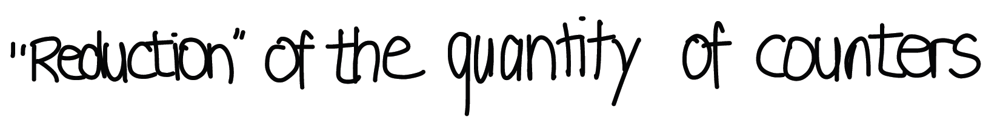 "Reduction" of the quantity of counters